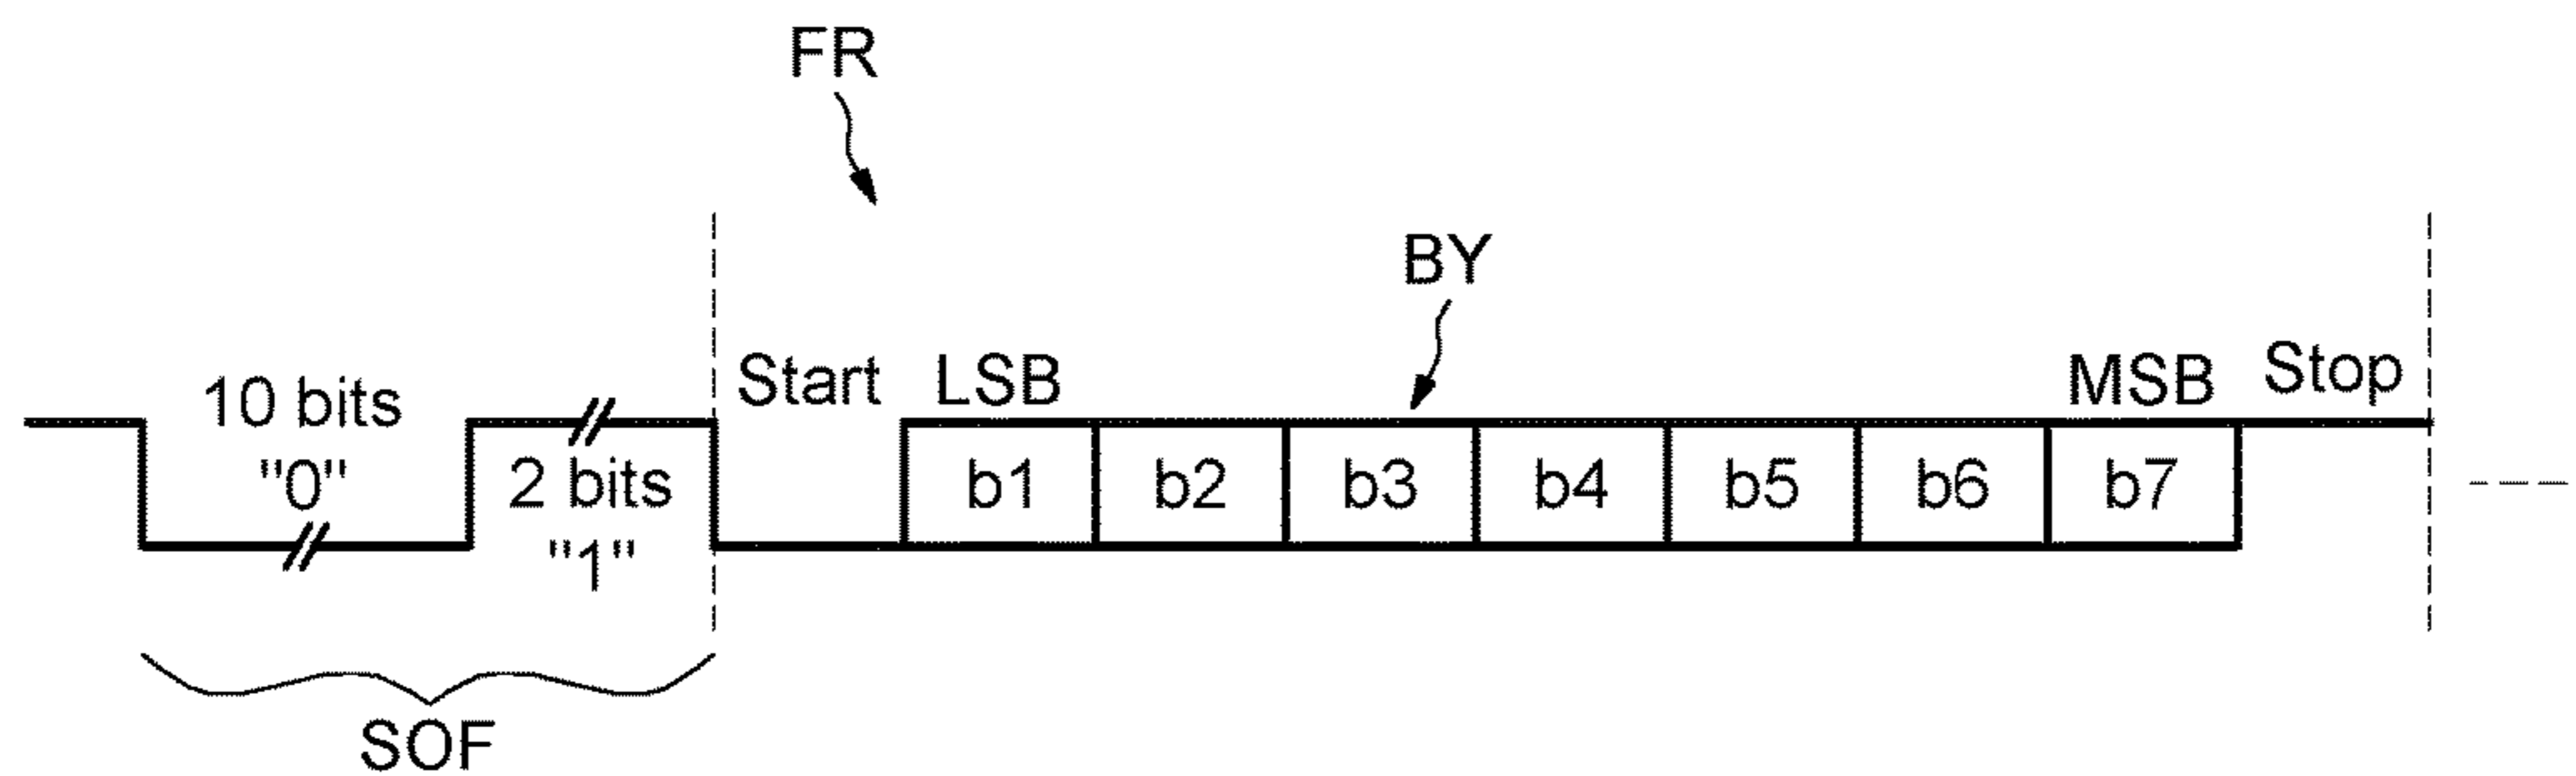 FR
BY
Start LSB MSB Stop
10 bits
"0"
2 bits
"1"
b1 b2 b3 b4 b5 b6 b7
SOF